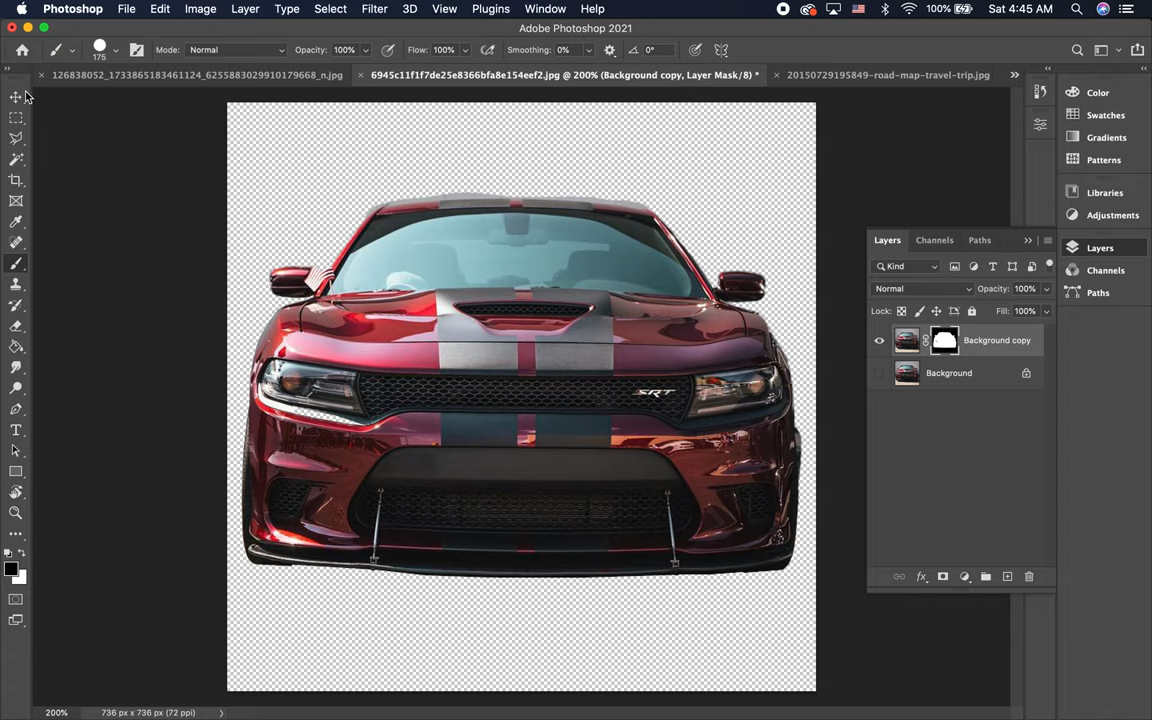 Photoshop File Edit Image Layer Type Select Filter 3D View Plugins Window Help 100% Sat 4:45 AM
Adobe Photoshop 2021
175 Mode: Normal Opacity: 100% Flow: 100% Smoothing: 0% 0°
126838052_1733865183461124_6255883029910179668_n.jpg 6945c11f1f7de25e8366bfa8e154eef2.jpg @ 200% (Background copy, Layer Mask/8) * 20150729195849-road-map-travel-trip.jpg
Color
Swatches
Gradients
Patterns
Libraries
Adjustments
Layers
Channels
Paths
Layers Channels Paths
Kind
Normal Opacity: 100%
Lock: Fill: 100%
Background copy
Background
SRT
200% 736 px x 736 px (72 ppi)